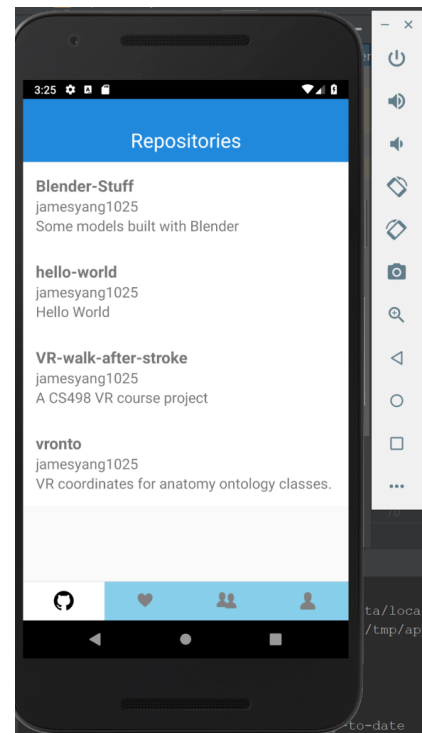 3:25
Repositories
Blender-Stuff
jamesyang1025
Some models built with Blender
hello-world
jamesyang1025
Hello World
VR-walk-after-stroke
jamesyang1025
A CS498 VR course project
vronto
jamesyang1025
VR coordinates for anatomy ontology classes.
70
ta/loca
/tmp/ap
-to-date